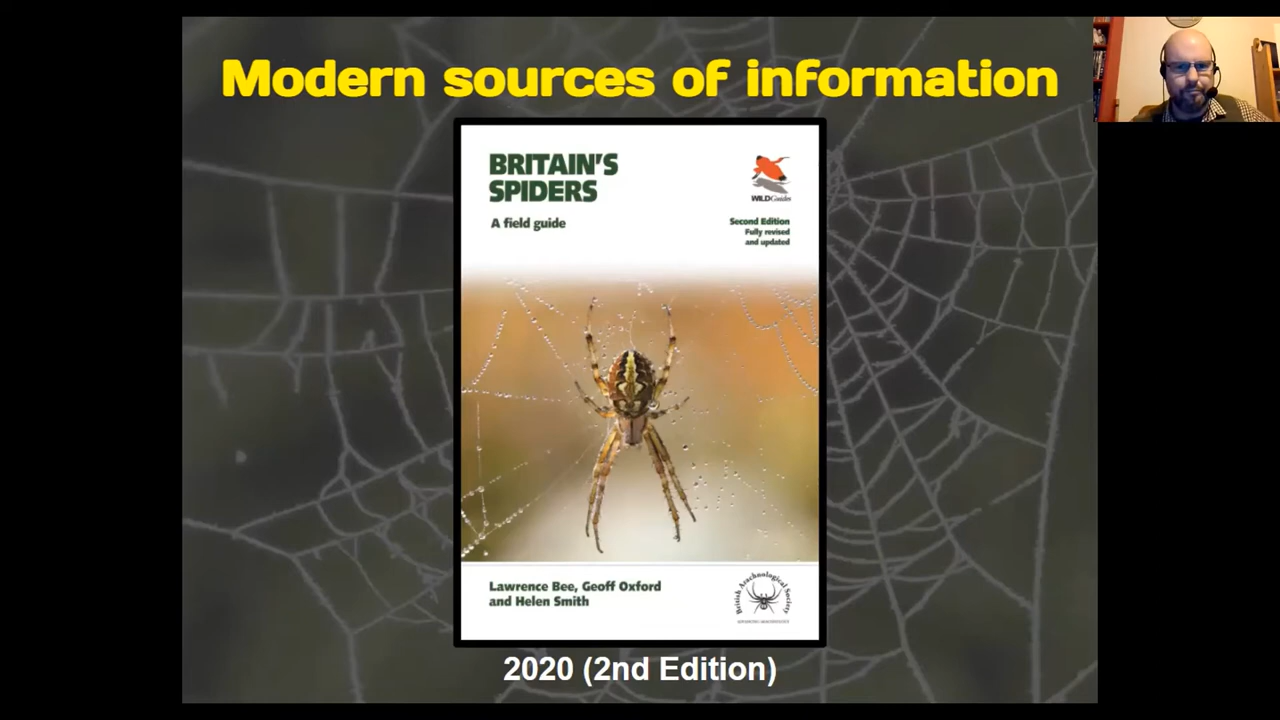 Modern sources of information
BRITAIN'S
SPIDERS
A field guide
WILDGuides
Second Edition
Fully revised
and updated
Lawrence Bee, Geoff Oxford
and Helen Smith
British Arachnological Society
2020 (2nd Edition)